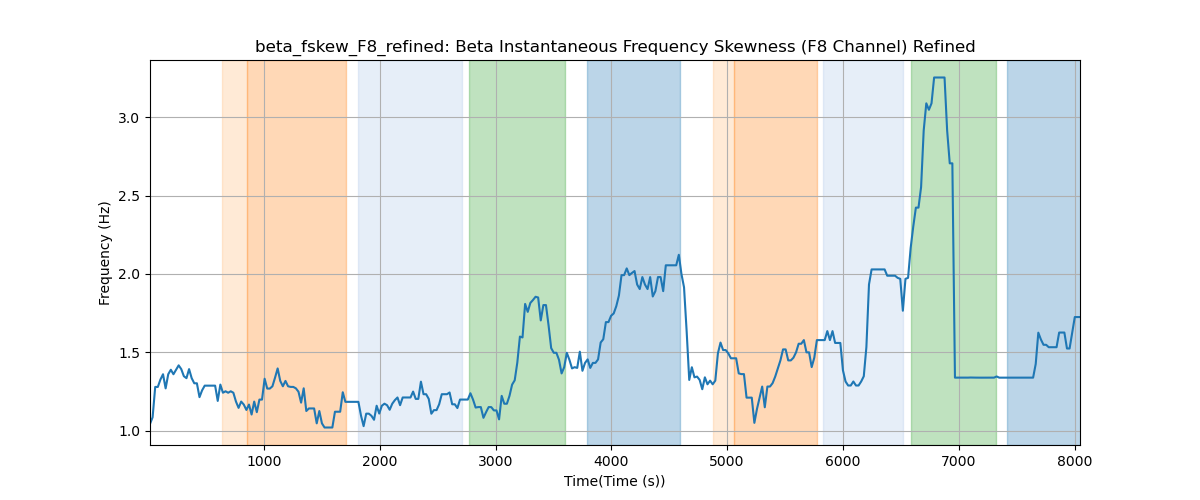 beta_fskew_F8_refined: Beta Instantaneous Frequency Skewness (F8 Channel) Refined
Frequency (Hz)
3.0
2.5
2.0
1.5
1.0
1000 2000 3000 4000 5000 6000 7000 8000
Time(Time (s))